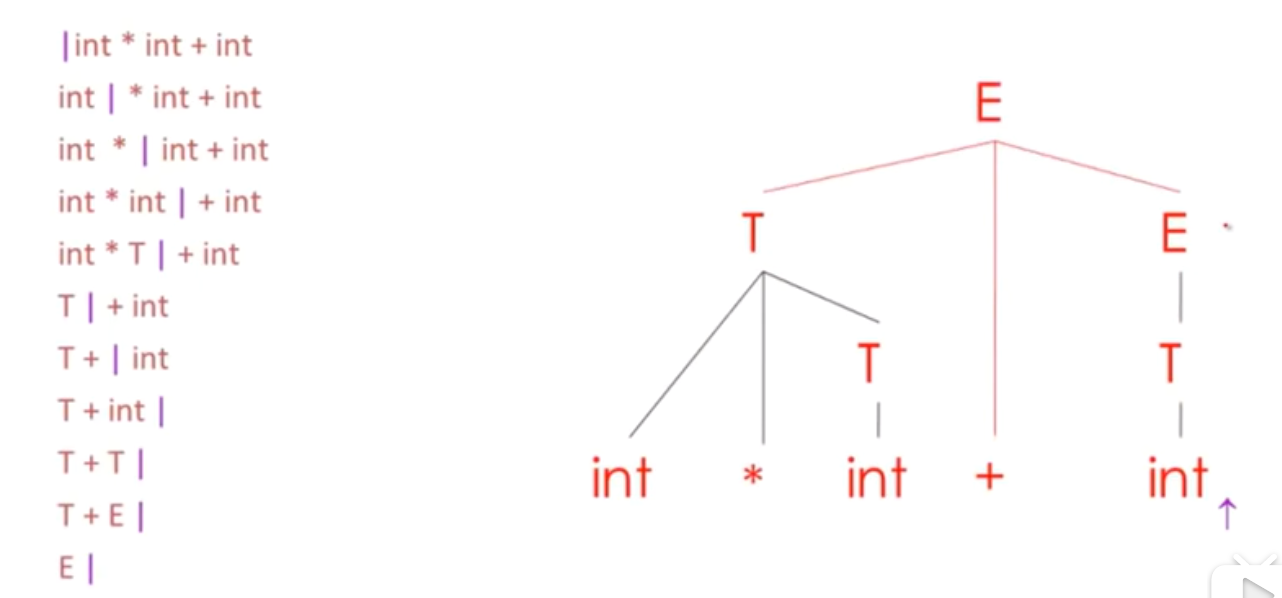 |int * int + int
int | * int + int
int * | int + int
int * int | + int
int * T | + int
T | + int
T + | int
T + int |
T + T |
T + E |
E |
E
T E
T T
int * int + int